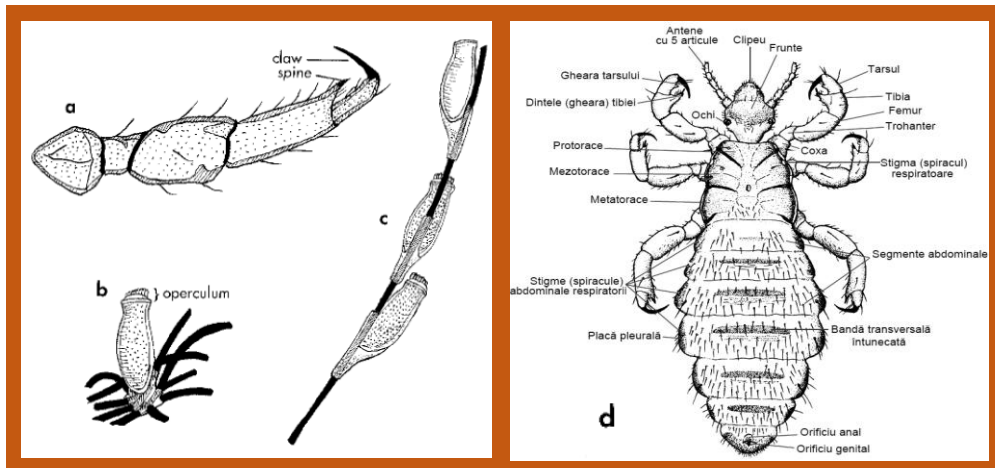 claw
spine
a
c
b
operculum
Antene
cu 5 articule
Clipeu
Frunte
Gheara tarsului
Tarsul
Dintele (gheara) tibiei
Tibia
Femur
Ochi
Trohanter
Protorace
Coxa
Mezotorace
Stigma (spiracul)
respiratoare
Metatorace
Segmente abdominale
Stigme (spiracule)
abdominale respiratorii
Placă pleurală
Bandă transversală
întunecată
d
Orificiu anal
Orificiu genital